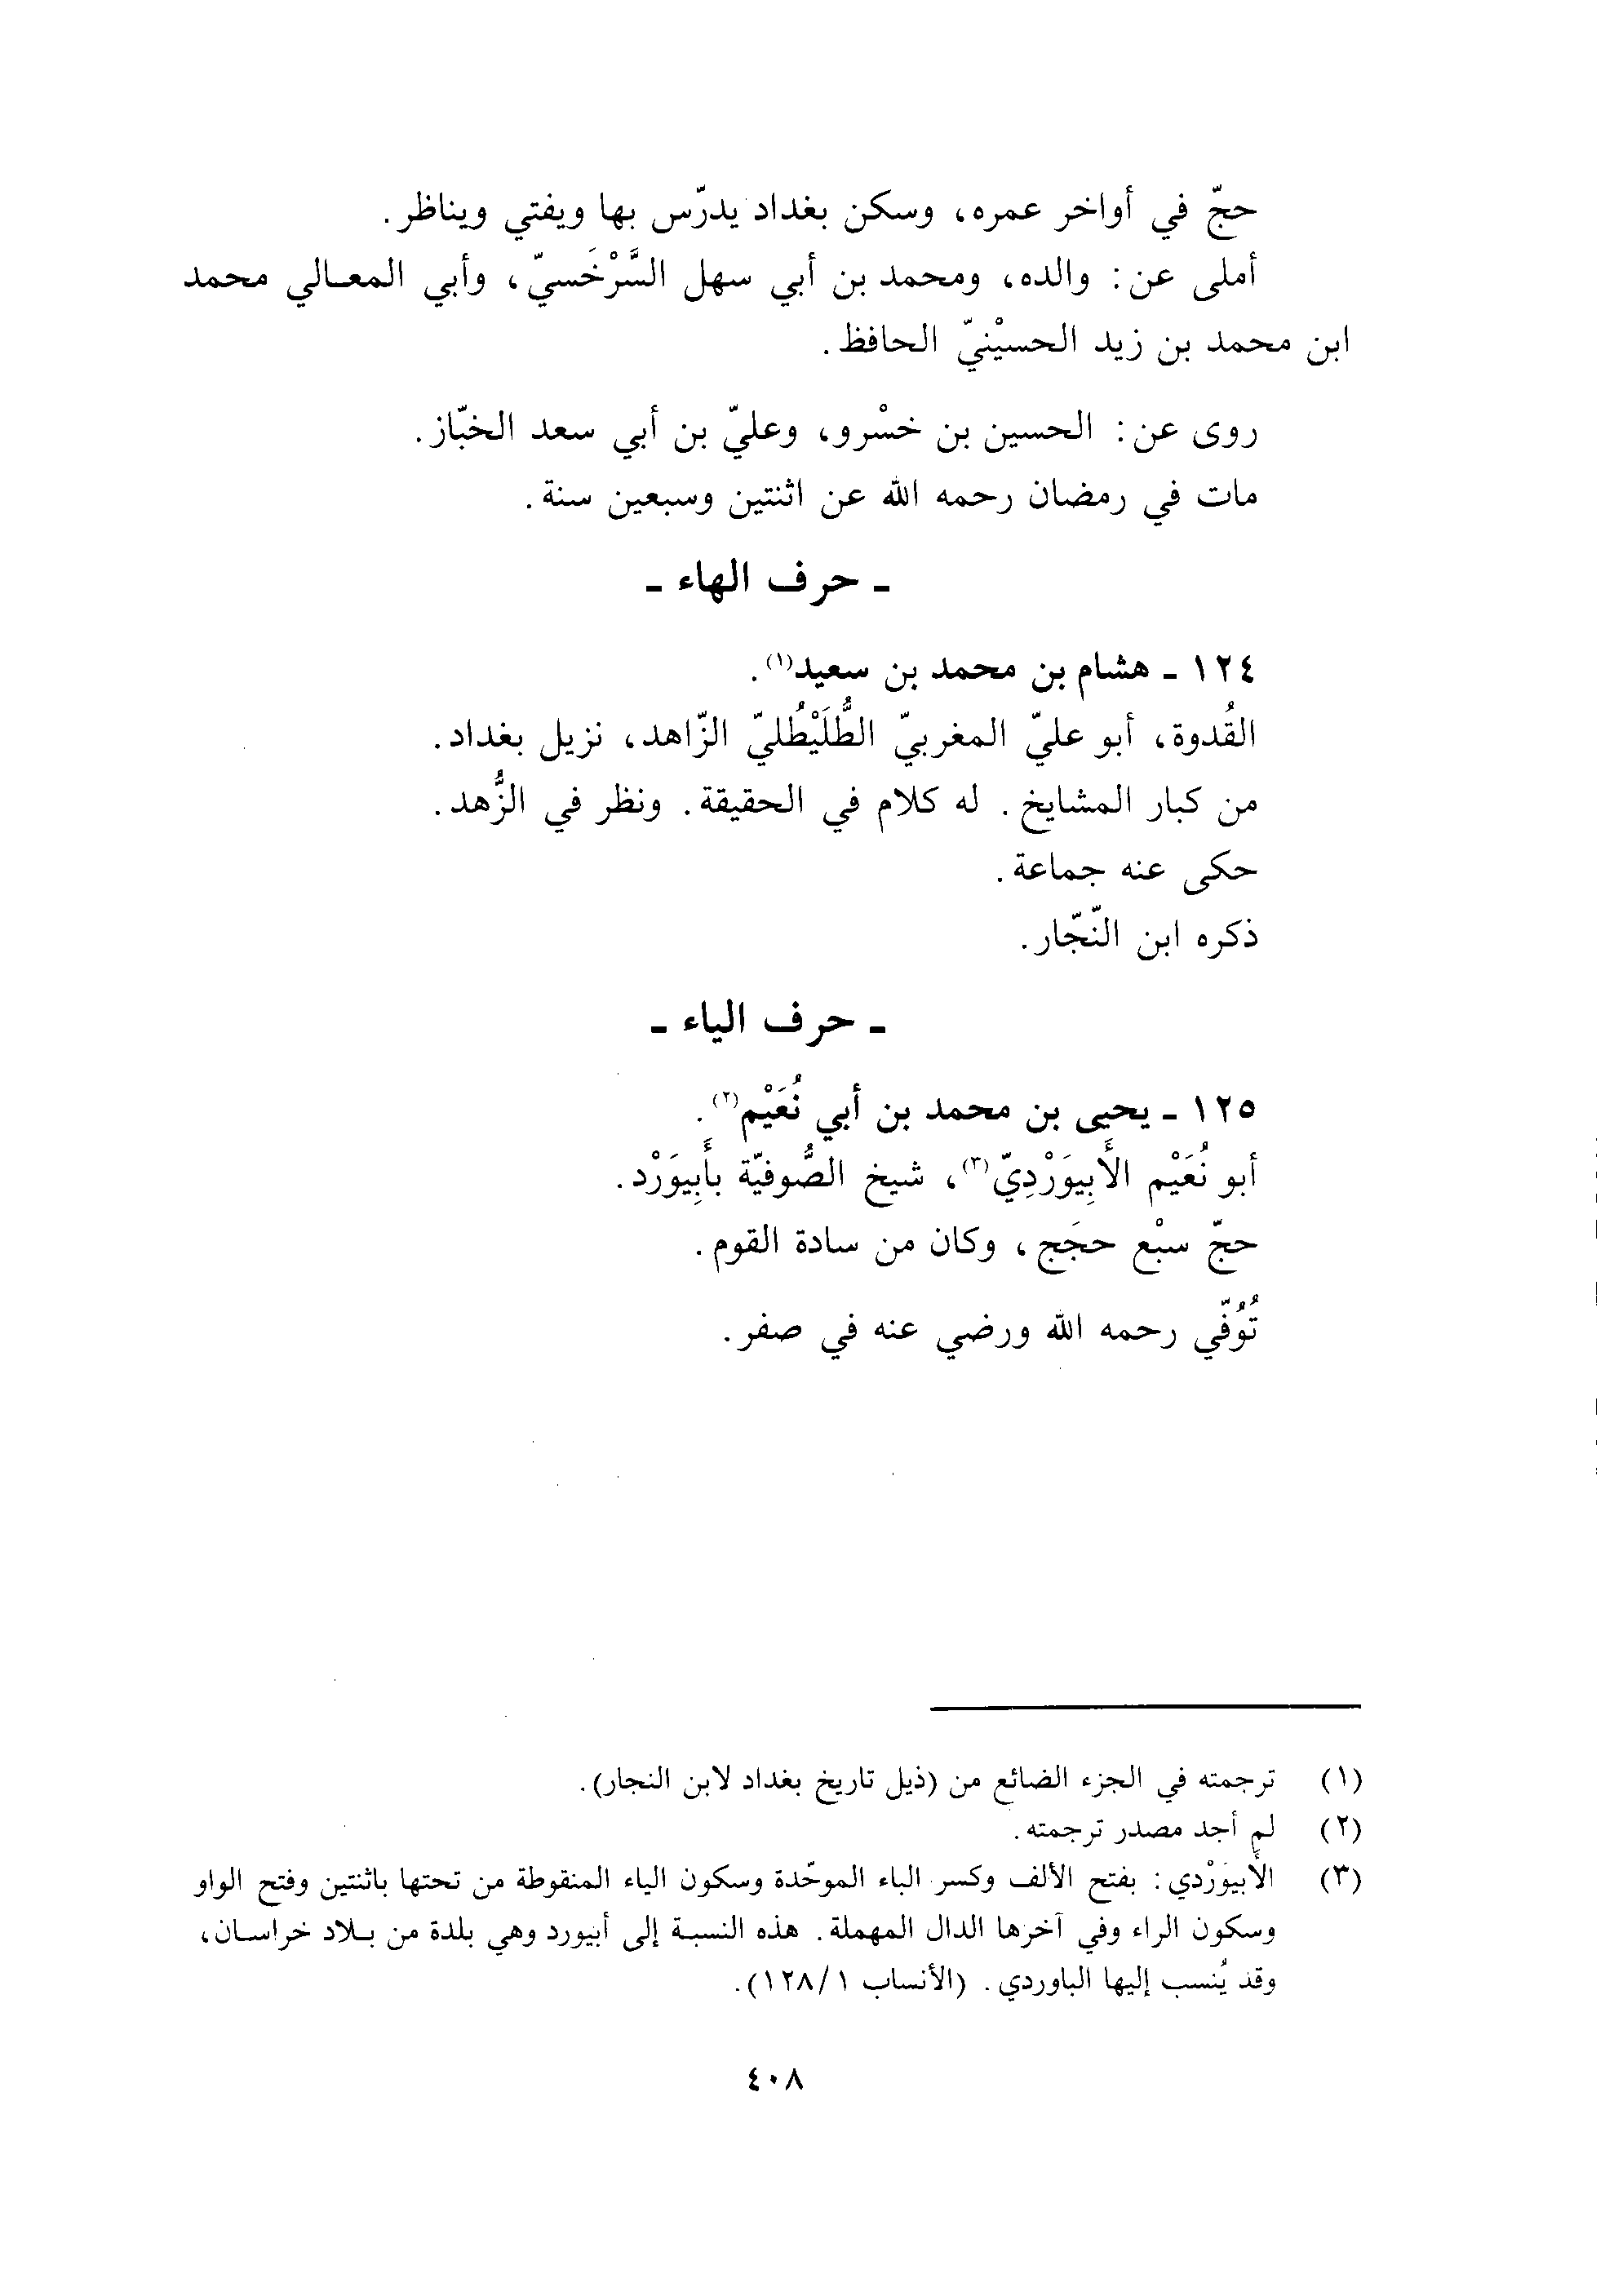 حجّ في أواخر عمره، وسكن بغداد يدرّس بها ويفتي ويناظر.
أملى عن: والده، ومحمد بن أبي سهل السَّرْخَسيّ، وأبي المعـالي محمد
ابن محمد بن زيد الحسيْنيّ الحافظ.
روى عن: الحسين بن خسْرو، وعليّ بن أبي سعد الخبّاز.
مات في رمضان رحمه الله عن اثنتين وسبعين سنة.
ـ حرف الهاء ـ
١٢٤ ـ هشام بن محمد بن سعيد(١).
القُدوة، أبو عليّ المغربيّ الطُّلَيْطُليّ الزّاهد، نزيل بغداد.
من كبار المشايخ. له كلام في الحقيقة. ونظر في الزُّهد.
حكى عنه جماعة.
ذكره ابن النّجّار.
ـ حرف الياء ـ
١٢٥ ـ يحيى بن محمد بن أبي نُعَيْم(٢).
أبو نُعَيْم الأَبِيوَرْدِيّ(٣)، شيخ الصُّوفيّة بأَبِيوَرْد.
حجّ سبْع حجَج، وكان من سادة القوم.
تُوُفّي رحمه الله ورضي عنه في صفر.
(١) ترجمته في الجزء الضائع من (ذيل تاريخ بغداد لابن النجار).
(٢) لم أجد مصدر ترجمته.
(٣) الأَبيوَرْدي: بفتح الألف وكسر الباء الموحّدة وسكون الياء المنقوطة من تحتها باثنتين وفتح الواو
وسكون الراء وفي آخرها الدال المهملة. هذه النسبـة إلى أبيورد وهي بلدة من بـلاد خراسـان،
وقد يُنسب إليها الباوردي. (الأنساب ١/ ١٢٨).
٤٠٨